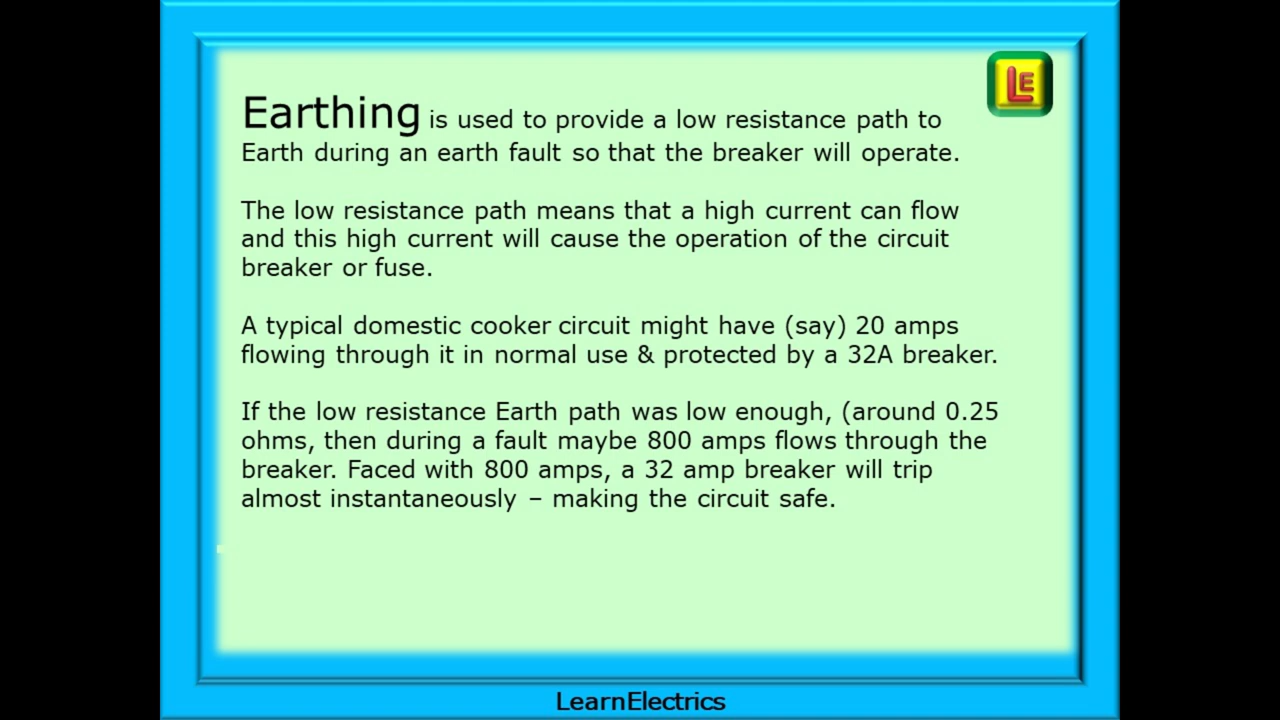 LE
Earthing is used to provide a low resistance path to
Earth during an earth fault so that the breaker will operate.
The low resistance path means that a high current can flow
and this high current will cause the operation of the circuit
breaker or fuse.
A typical domestic cooker circuit might have (say) 20 amps
flowing through it in normal use & protected by a 32A breaker.
If the low resistance Earth path was low enough, (around 0.25
ohms, then during a fault maybe 800 amps flows through the
breaker. Faced with 800 amps, a 32 amp breaker will trip
almost instantaneously – making the circuit safe.
LearnElectrics